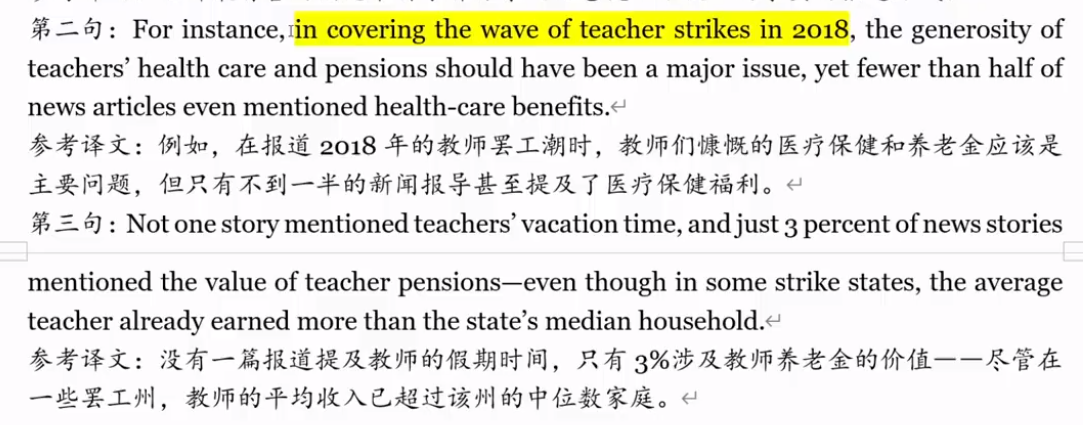 第二句：For instance, in covering the wave of teacher strikes in 2018, the generosity of
teachers’ health care and pensions should have been a major issue, yet fewer than half of
news articles even mentioned health-care benefits.↵
参考译文：例如，在报道 2018 年的教师罢工潮时，教师们慷慨的医疗保健和养老金应该是
主要问题，但只有不到一半的新闻报导甚至提及了医疗保健福利。↵
第三句：Not one story mentioned teachers’ vacation time, and just 3 percent of news stories
mentioned the value of teacher pensions—even though in some strike states, the average
teacher already earned more than the state’s median household.↵
参考译文：没有一篇报道提及教师的假期时间，只有 3%涉及教师养老金的价值——尽管在
一些罢工州，教师的平均收入已超过该州的中位数家庭。↵